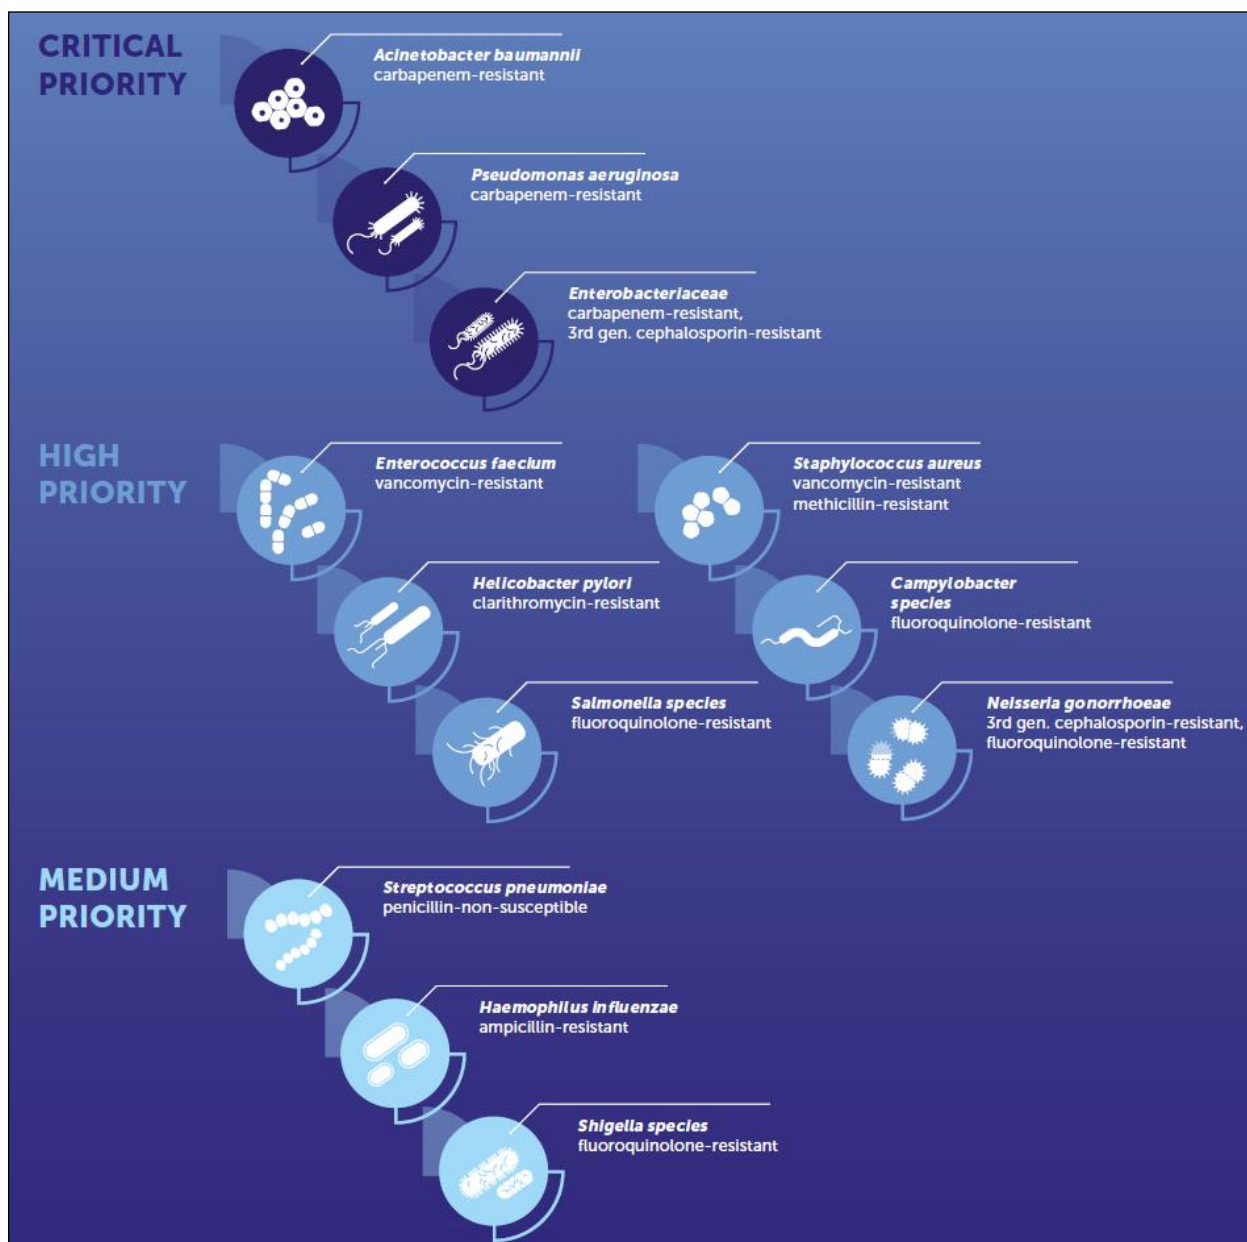 CRITICAL
PRIORITY
Acinetobacter baumannii
carbapenem-resistant
Pseudomonas aeruginosa
carbapenem-resistant
Enterobacteriaceae
carbapenem-resistant,
3rd gen. cephalosporin-resistant
HIGH
PRIORITY
Enterococcus faecium
vancomycin-resistant
Helicobacter pylori
clarithromycin-resistant
Salmonella species
fluoroquinolone-resistant
Staphylococcus aureus
vancomycin-resistant
methicillin-resistant
Campylobacter
species
fluoroquinolone-resistant
Neisseria gonorrhoeae
3rd gen. cephalosporin-resistant,
fluoroquinolone-resistant
MEDIUM
PRIORITY
Streptococcus pneumoniae
penicillin-non-susceptible
Haemophilus influenzae
ampicillin-resistant
Shigella species
fluoroquinolone-resistant